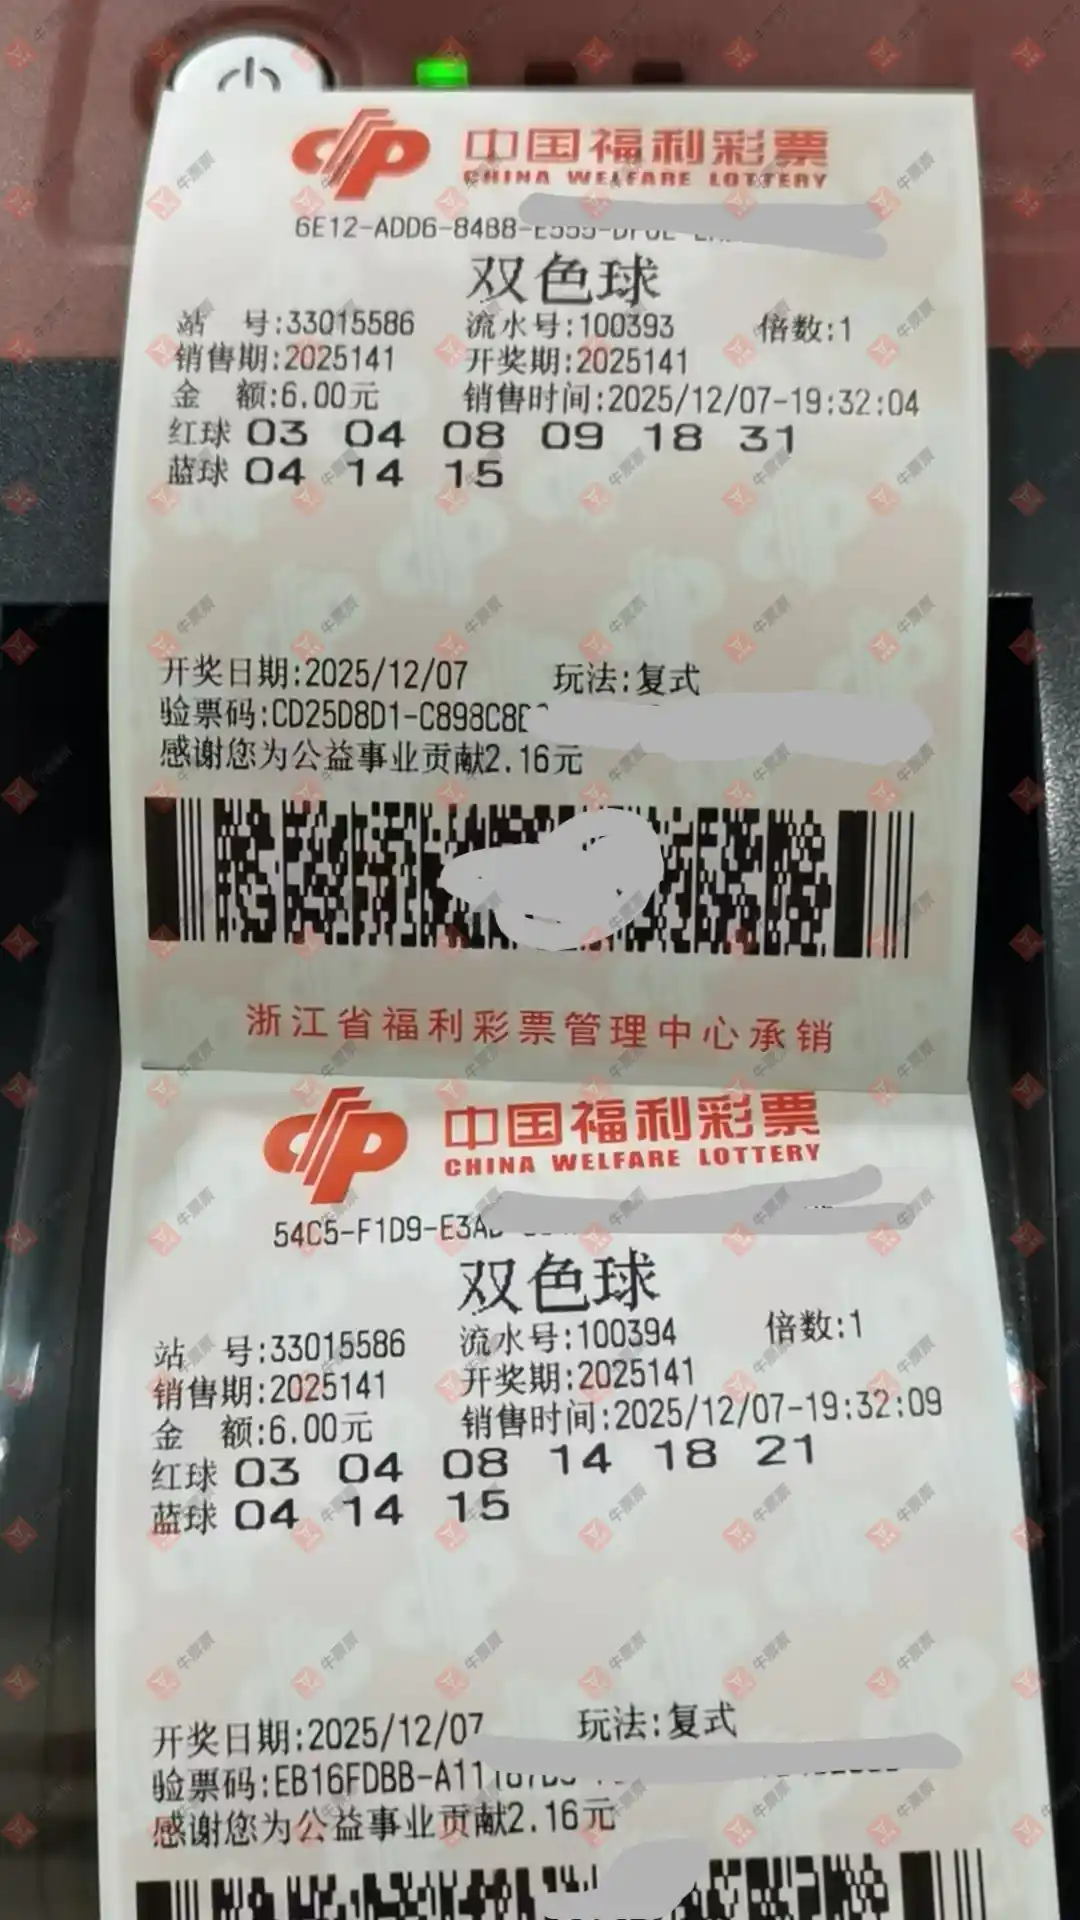 中国福利彩票
CHINA WELFARE LOTTERY
6E12-ADD6-84B8-E555-
双色球
站 号:33015586 流水号:100393 倍数:1
销售期:2025141 开奖期:2025141
金 额:6.00元 销售时间:2025/12/07-19:32:04
红球 03 04 08 09 18 31
蓝球 04 14 15
开奖日期:2025/12/07 玩法:复式
验票码:CD25D8D1-C898C8
感谢您为公益事业贡献2.16元
浙江省福利彩票管理中心承销
中国福利彩票
CHINA WELFARE LOTTERY
54C5-F1D9-E3A
双色球
站 号:33015586 流水号:100394 倍数:1
销售期:2025141 开奖期:2025141
金 额:6.00元 销售时间:2025/12/07-19:32:09
红球 03 04 08 14 18 21
蓝球 04 14 15
开奖日期:2025/12/07 玩法:复式
验票码:EB16FDBB-A11
感谢您为公益事业贡献2.16元
牛票票